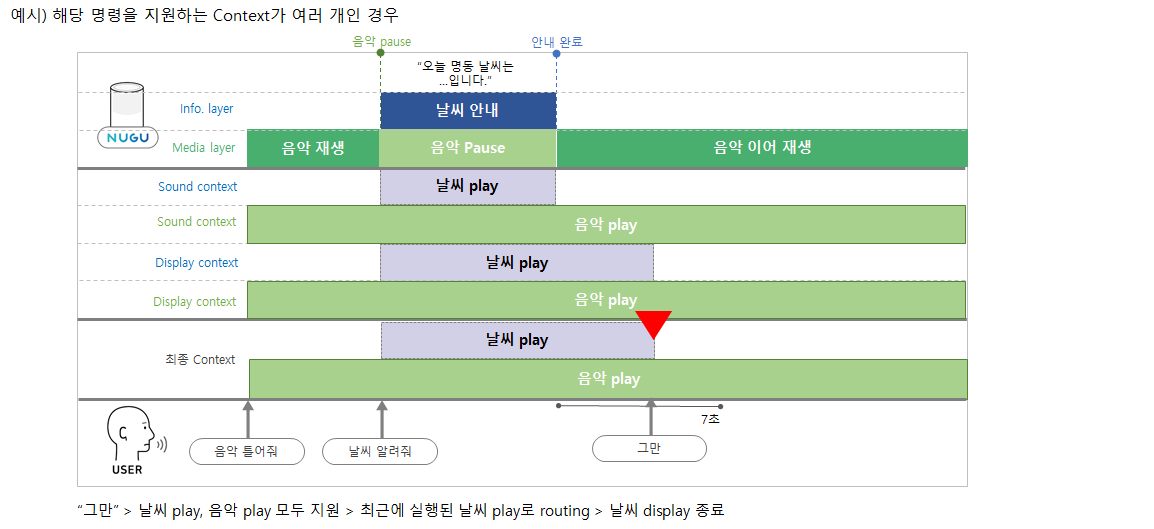 예시) 해당 명령을 지원하는 Context가 여러 개인 경우
음악 pause
안내 완료
“오늘 명동 날씨는
...입니다.”
Info. layer
날씨 안내
NUGU
Media layer
음악 재생
음악 Pause
음악 이어 재생
Sound context
날씨 play
Sound context
음악 play
Display context
날씨 play
Display context
음악 play
날씨 play
최종 Context
음악 play
7초
음악 틀어줘
날씨 알려줘
그만
USER
“그만” > 날씨 play, 음악 play 모두 지원 > 최근에 실행된 날씨 play로 routing > 날씨 display 종료